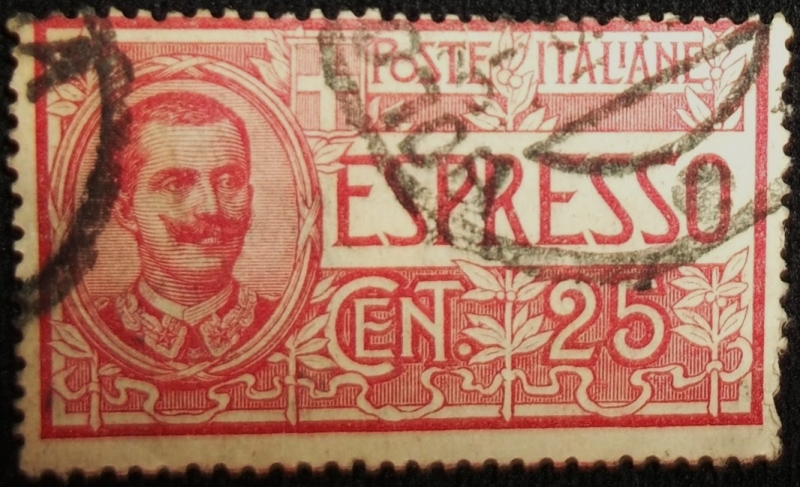 POSTE ITALIANE
ESPRESSO
CENT. 25